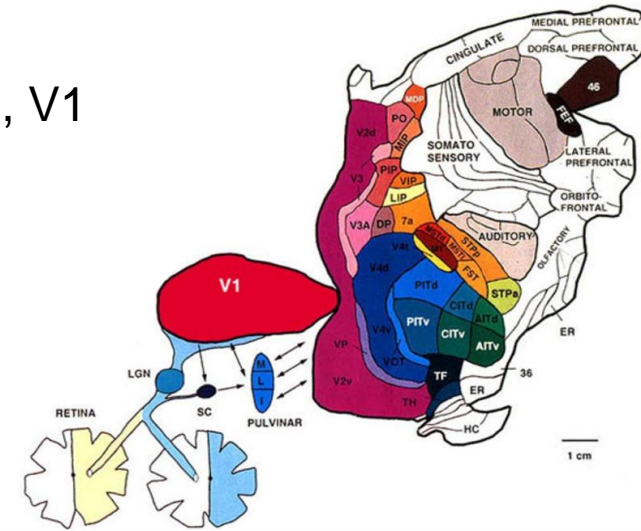 , V1
MEDIAL PREFRONTAL
DORSAL PREFRONTAL
CINGULATE
46
MDP
MOTOR
FEF
V2d
PO
MIP
SOMATO
SENSORY
LATERAL
PREFRONTAL
V3
PIP
VIP
LIP
ORBITO-
FRONTAL
V3A
DP
7a
AUDITORY
OLFACTORY
MSTd
STPp
V4t
MT
MSTl
FST
V4d
V1
PITd
STPa
CITd
AITd
PITv
CITv
AITv
ER
V4v
VP
VOT
LGN
M
L
I
V2v
TF
36
ER
RETINA
SC
PULVINAR
TH
HC
1 cm